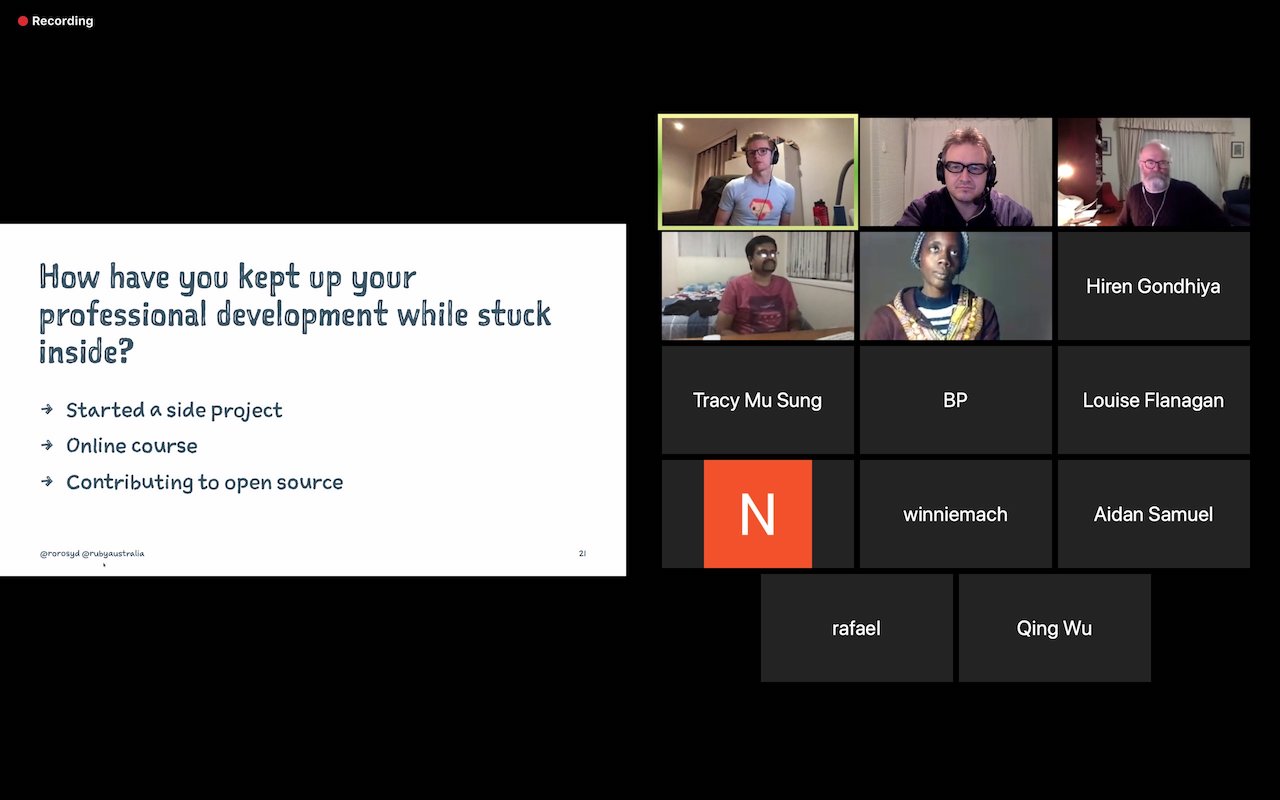 Recording
How have you kept up your
professional development while stuck
inside?
→ Started a side project
→ Online course
→ Contributing to open source
@rorosyd @rubyaustralia
21
Hiren Gondhiya
Tracy Mu Sung
BP
Louise Flanagan
N
winniemach
Aidan Samuel
rafael
Qing Wu